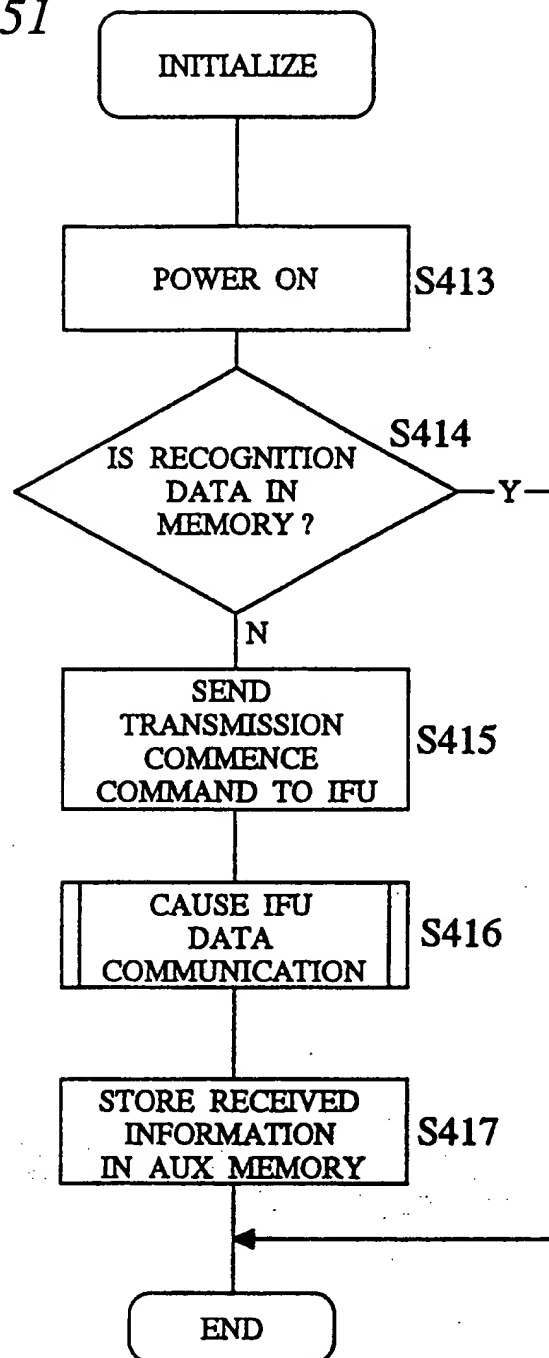 51
INITIALIZE
POWER ON
S413
S414
IS RECOGNITION
DATA IN
MEMORY ?
Y
N
SEND
TRANSMISSION
COMMENCE
COMMAND TO IFU
S415
CAUSE IFU
DATA
COMMUNICATION
S416
STORE RECEIVED
INFORMATION
IN AUX MEMORY
S417
END